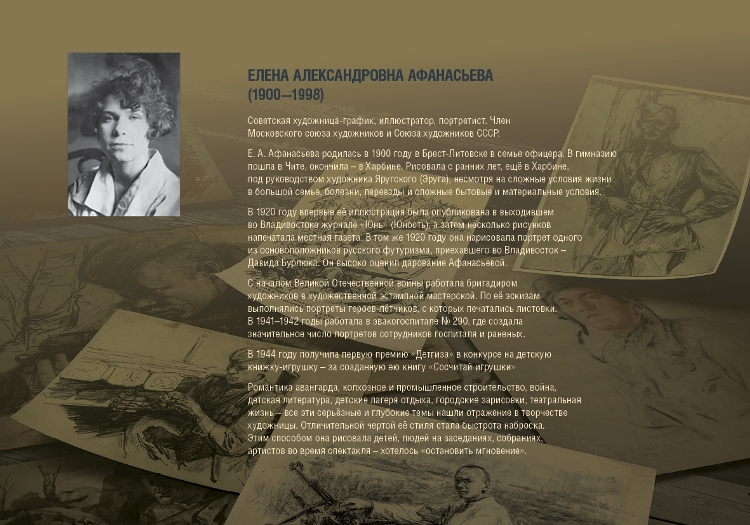 ЕЛЕНА АЛЕКСАНДРОВНА АФАНАСЬЕВА
(1900—1998)
Советская художница-график, иллюстратор, портретист. Член
Московского союза художников и Союза художников СССР.
Е. А. Афанасьева родилась в 1900 году в Брест-Литовске в семье офицера. В гимназию
пошла в Чите, окончила – в Харбине. Рисовала с ранних лет, ещё в Харбине,
под руководством художника Яругского (Эруга), несмотря на сложные условия жизни
в большой семье, болезни, переезды и сложные бытовые и материальные условия.
В 1920 году впервые её иллюстрация была опубликована в выходившем
во Владивостоке журнале «Юнь» (Юность), а затем несколько рисунков
напечатала местная газета. В том же 1920 году она нарисовала портрет одного
из основоположников русского футуризма, приехавшего во Владивосток –
Давида Бурлюка. Он высоко оценил дарование Афанасьевой.
С началом Великой Отечественной войны работала бригадиром
художников в художественной эстампной мастерской. По её эскизам
выполнялись портреты героев-лётчиков, с которых печатались листовки.
В 1941–1942 годы работала в эвакогоспитале № 290, где создала
значительное число портретов сотрудников госпиталя и раненых.
В 1944 году получила первую премию «Детгиза» в конкурсе на детскую
книжку-игрушку – за созданную ею книгу «Сосчитай игрушки»
Романтика авангарда, колхозное и промышленное строительство, война,
детская литература, детские лагеря отдыха, городские зарисовки, театральная
жизнь – все эти серьёзные и глубокие темы нашли отражение в творчестве
художницы. Отличительной чертой её стиля стала быстрота наброска.
Этим способом она рисовала детей, людей на заседаниях, собраниях,
артистов во время спектакля – хотелось «остановить мгновение».